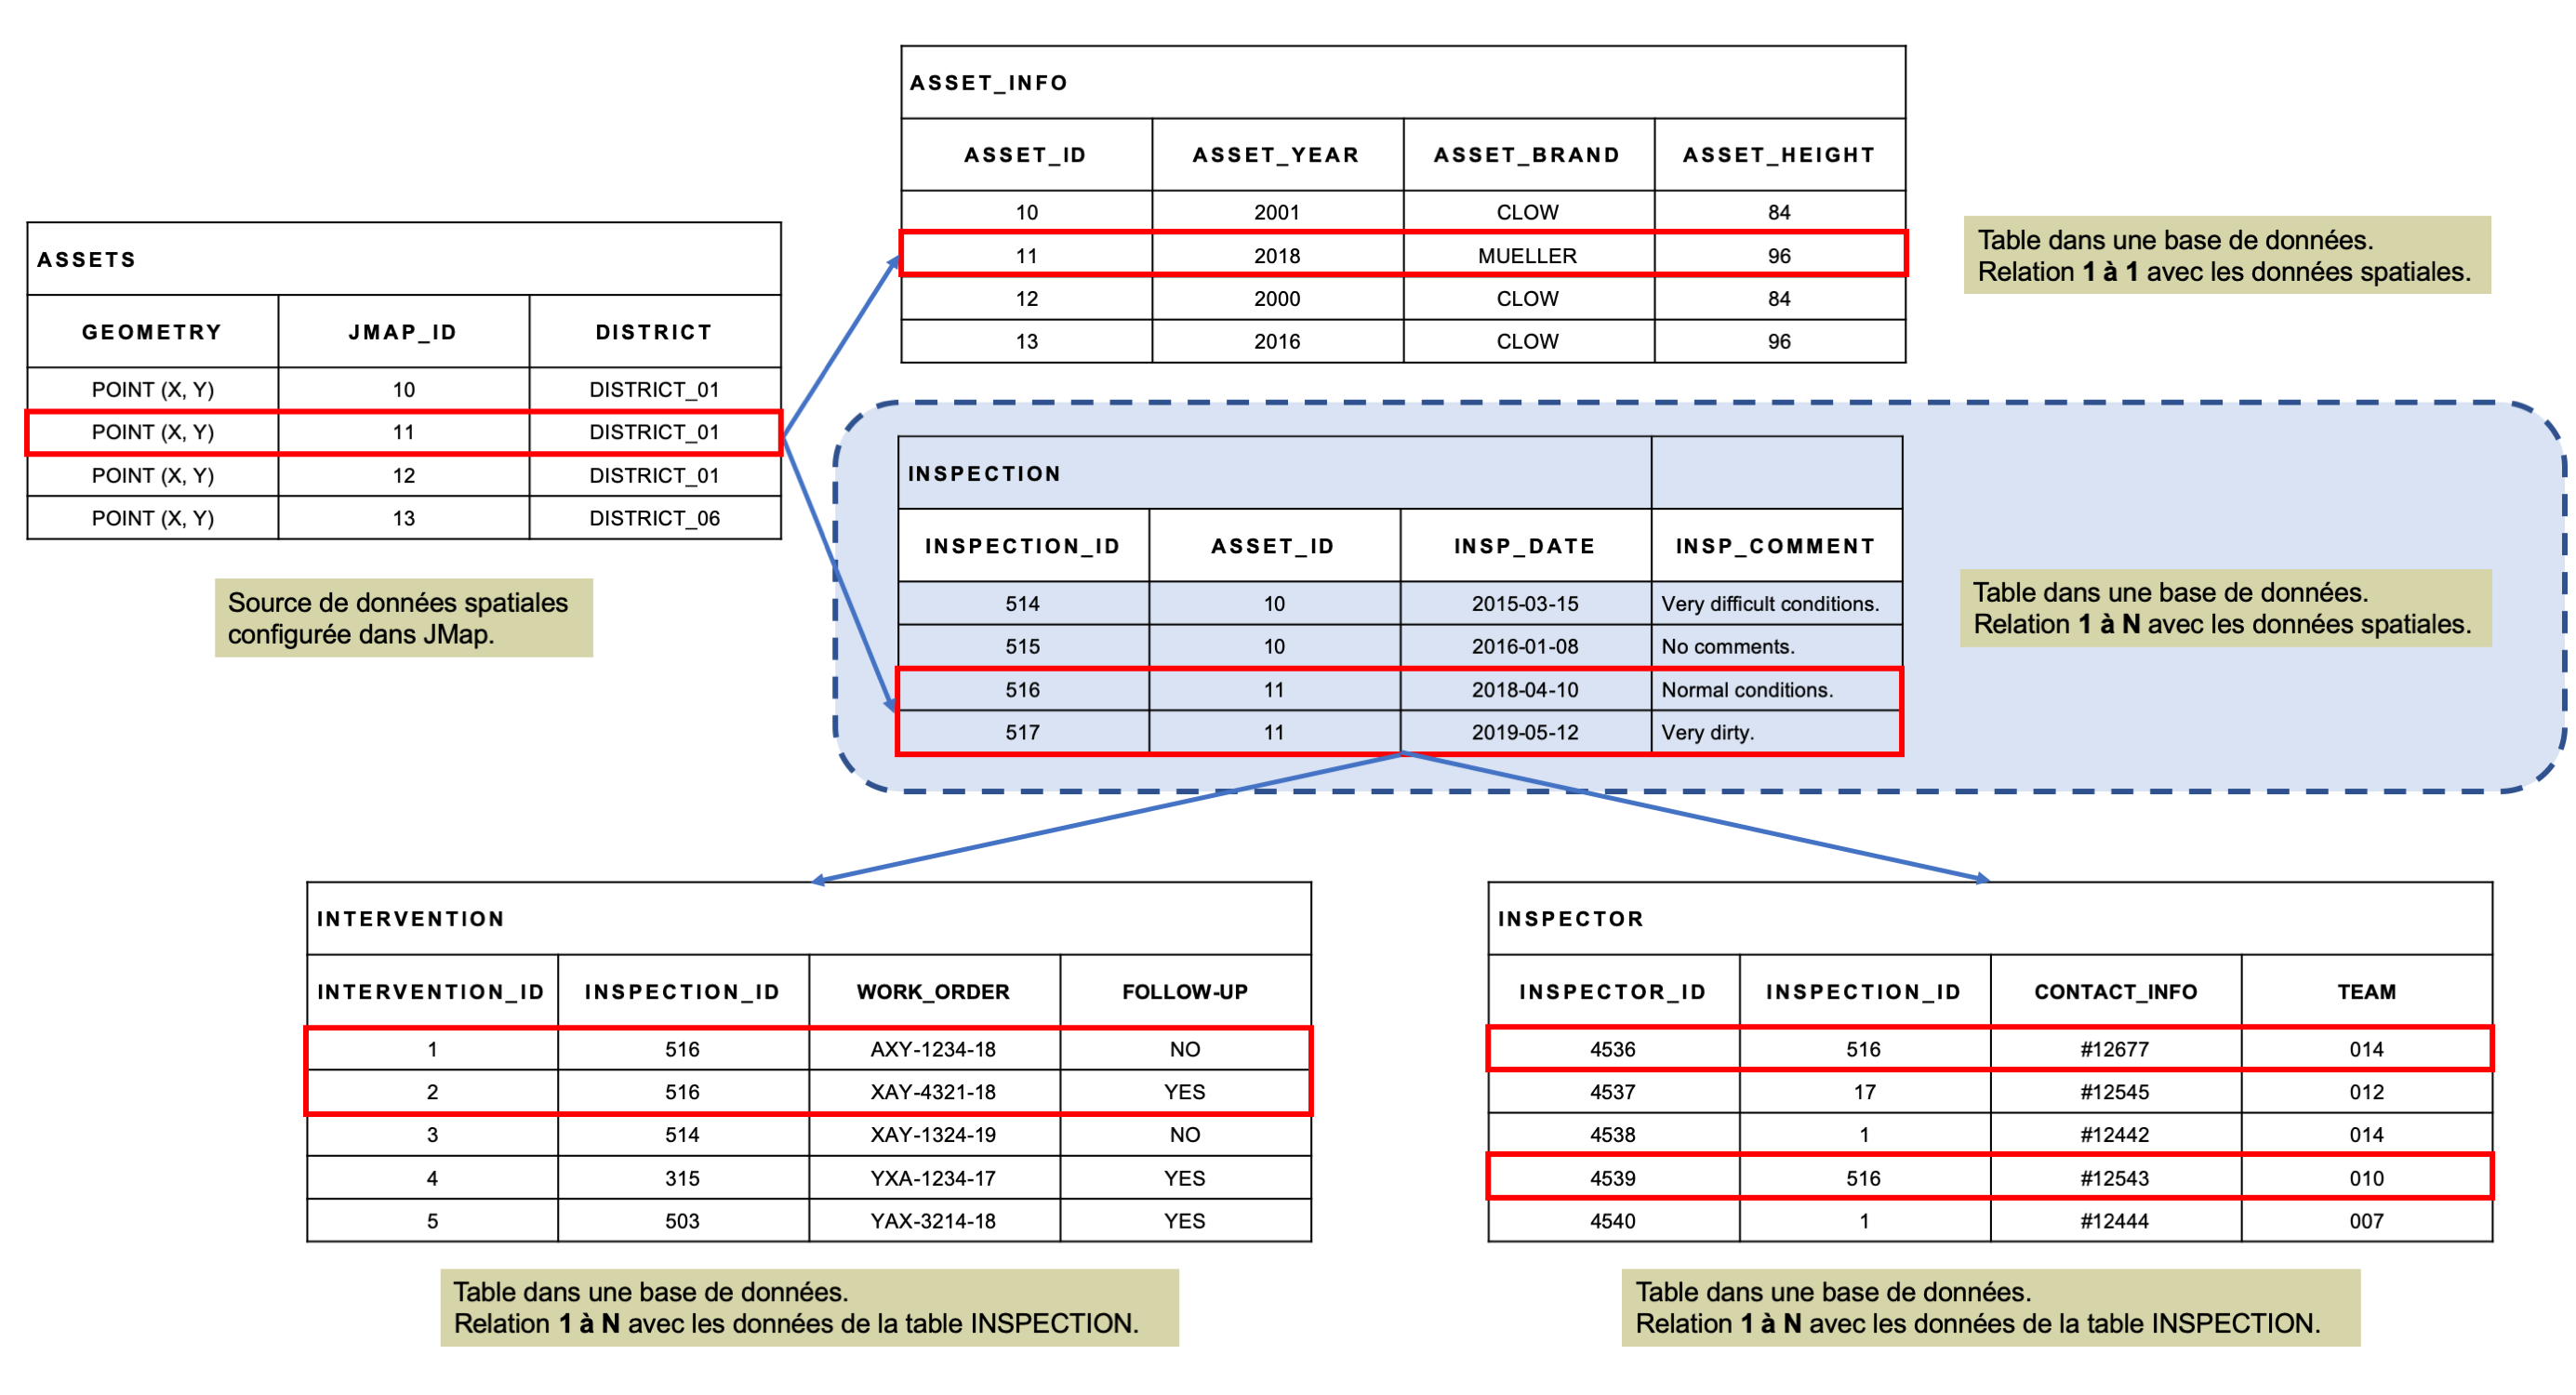 ASSET_INFO
ASSET_ID ASSET_YEAR ASSET_BRAND ASSET_HEIGHT
10 2001 CLOW 84
11 2018 MUELLER 96
12 2000 CLOW 84
13 2016 CLOW 96
Table dans une base de données.
Relation 1 à 1 avec les données spatiales.
ASSETS
GEOMETRY JMAP_ID DISTRICT
POINT (X, Y) 10 DISTRICT_01
POINT (X, Y) 11 DISTRICT_01
POINT (X, Y) 12 DISTRICT_01
POINT (X, Y) 13 DISTRICT_06
Source de données spatiales
configurée dans JMap.
INSPECTION
INSPECTION_ID ASSET_ID INSP_DATE INSP_COMMENT
514 10 2015-03-15 Very difficult conditions.
515 10 2016-01-08 No comments.
516 11 2018-04-10 Normal conditions.
517 11 2019-05-12 Very dirty.
Table dans une base de données.
Relation 1 à N avec les données spatiales.
INTERVENTION
INTERVENTION_ID INSPECTION_ID WORK_ORDER FOLLOW-UP
1 516 AXY-1234-18 NO
2 516 XAY-4321-18 YES
3 514 XAY-1324-19 NO
4 315 YXA-1234-17 YES
5 503 YAX-3214-18 YES
Table dans une base de données.
Relation 1 à N avec les données de la table INSPECTION.
INSPECTOR
INSPECTOR_ID INSPECTION_ID CONTACT_INFO TEAM
4536 516 #12677 014
4537 17 #12545 012
4538 1 #12442 014
4539 516 #12543 010
4540 1 #12444 007
Table dans une base de données.
Relation 1 à N avec les données de la table INSPECTION.